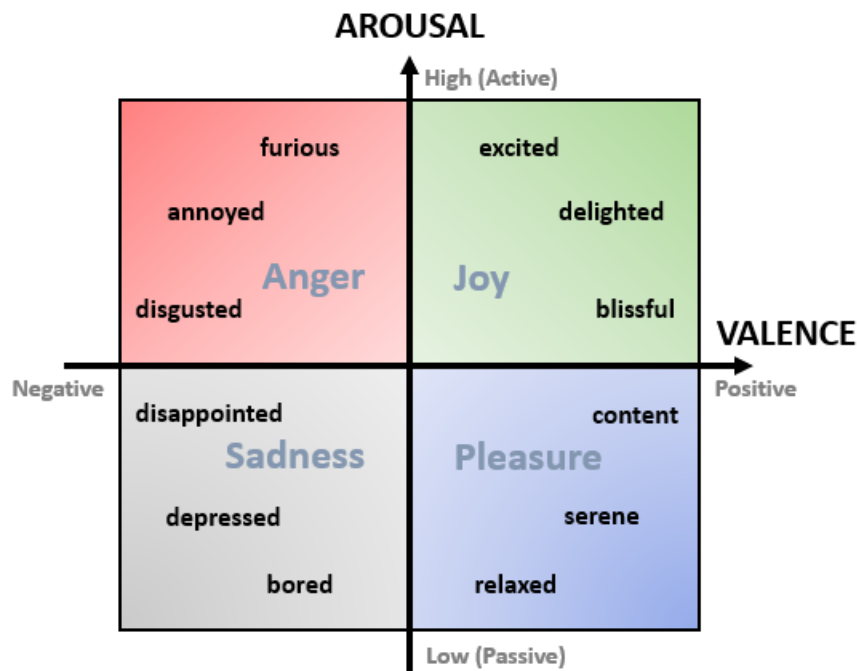 AROUSAL
High (Active)
furious
excited
annoyed
delighted
Anger
Joy
disgusted
blissful
VALENCE
Negative
Positive
disappointed
content
Sadness
Pleasure
depressed
serene
bored
relaxed
Low (Passive)